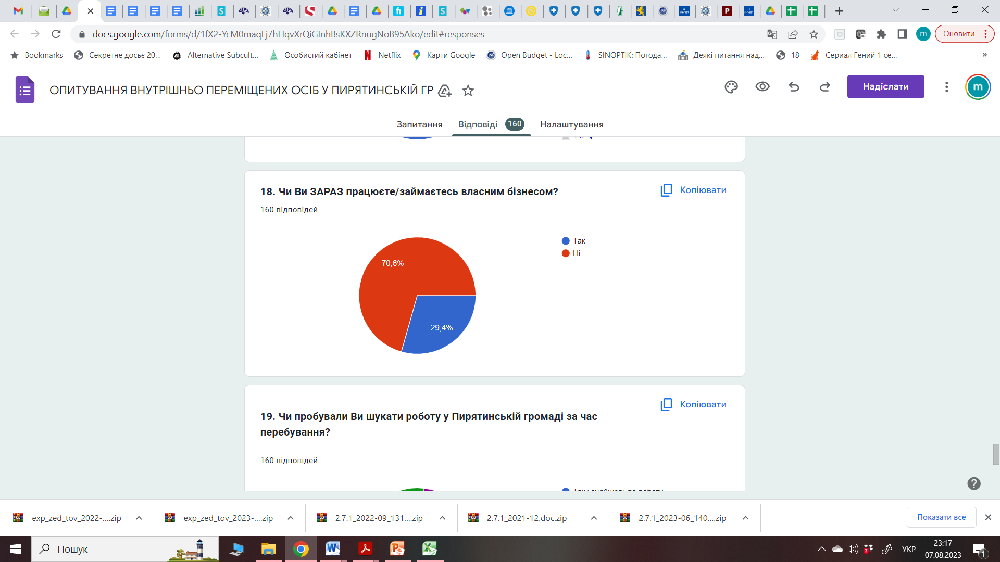 docs.google.com/forms/d/1fX2-YcM0maqLj7hHqvXrQiGInhBsKXZRnugNoB95Ako/edit#responses
m
Оновити
Bookmarks
Секретне досьє 20...
Alternative Subcult...
Особистий кабінет
Netflix
Карти Google
Open Budget - Loc...
SINOPTIK: Погода...
Деякі питання над...
18
Сериал Гений 1 се...
»
ОПИТУВАННЯ ВНУТРІШНЬО ПЕРЕМІЩЕНИХ ОСІБ У ПИРЯТИНСЬКІЙ ГР
Надіслати
m
Запитання
Відповіді 160
Налаштування
18. Чи Ви ЗАРАЗ працюєте/займаєтесь власним бізнесом?
Копіювати
160 відповідей
70,6%
29,4%
Так
Ні
19. Чи пробували Ви шукати роботу у Пирятинській громаді за час
перебування?
Копіювати
160 відповідей
exp_zed_tov_2022-....zip
exp_zed_tov_2023-....zip
2.7.1_2022-09_131....zip
2.7.1_2021-12.doc.zip
2.7.1_2023-06_140....zip
Показати все
Пошук
УКР
23:17
07.08.2023
1